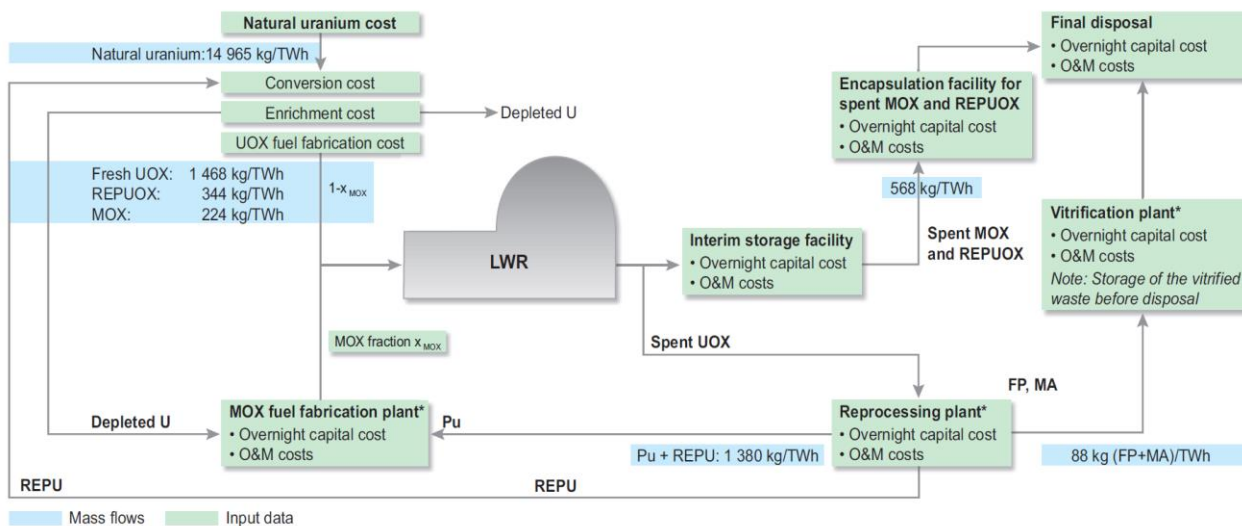 Natural uranium cost
Natural uranium:14 965 kg/TWh
Conversion cost
Enrichment cost
Depleted U
UOX fuel fabrication cost
Fresh UOX: 1 468 kg/TWh
REPUOX: 344 kg/TWh
MOX: 224 kg/TWh
1-x MOX
LWR
MOX fraction x MOX
Depleted U
MOX fuel fabrication plant*
• Overnight capital cost
• O&M costs
Pu
Interim storage facility
• Overnight capital cost
• O&M costs
Spent UOX
Encapsulation facility for
spent MOX and REPUOX
• Overnight capital cost
• O&M costs
568 kg/TWh
Spent MOX
and REPUOX
Final disposal
• Overnight capital cost
• O&M costs
Vitrification plant*
• Overnight capital cost
• O&M costs
Note: Storage of the vitrified
waste before disposal
FP, MA
Reprocessing plant*
• Overnight capital cost
• O&M costs
Pu + REPU: 1 380 kg/TWh
88 kg (FP+MA)/TWh
REPU
REPU
Mass flows
Input data